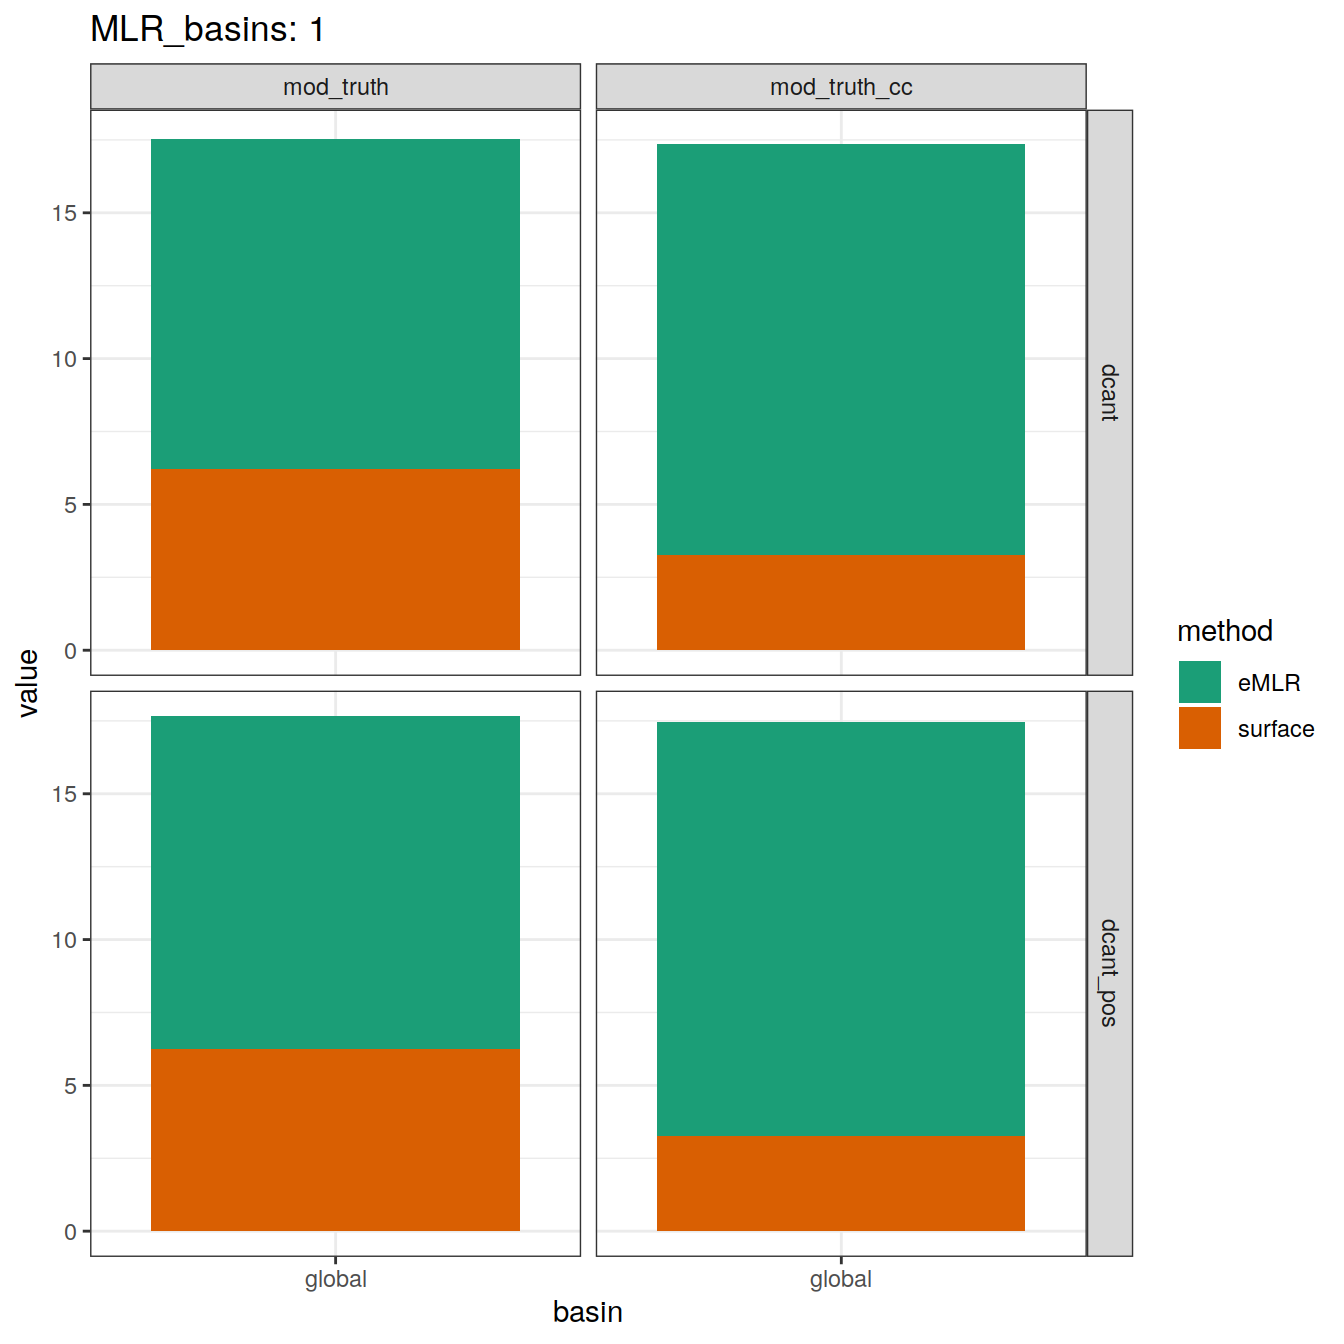 MLR_basins: 1
mod_truth
mod_truth_cc
15
10
5
0
dcant
value
15
10
5
0
dcant_pos
global
global
basin
method
eMLR
surface